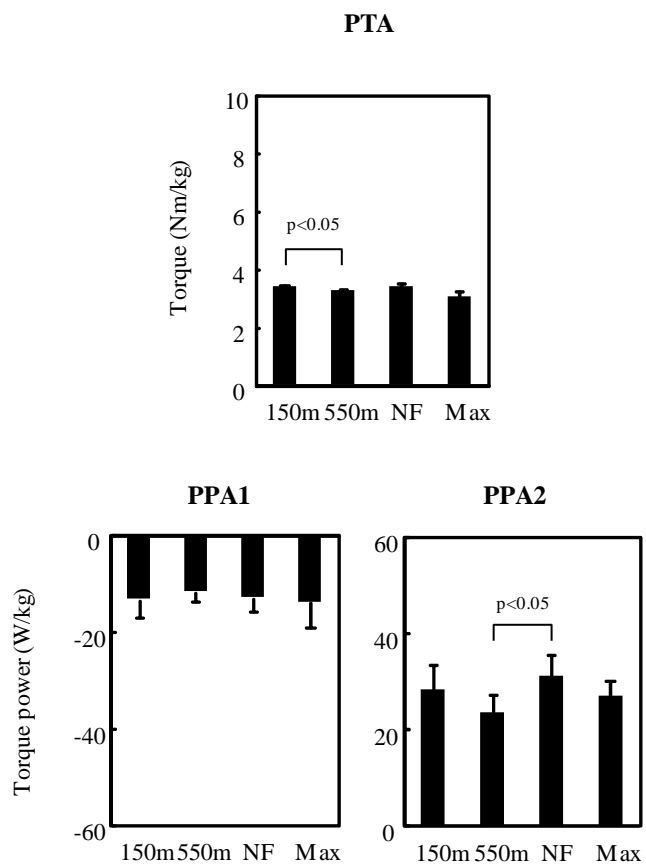 PTA
Torque (Nm/kg)
10
8
6
4
2
0
p<0.05
150m 550m NF Max
PPA1
Torque power (W/kg)
0
-20
-40
-60
150m 550m NF Max
PPA2
60
40
20
0
p<0.05
150m 550m NF Max